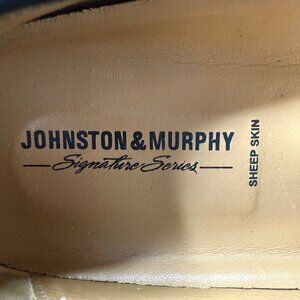 JOHNSTON & MURPHY
Signature Series
SHEEP SKIN